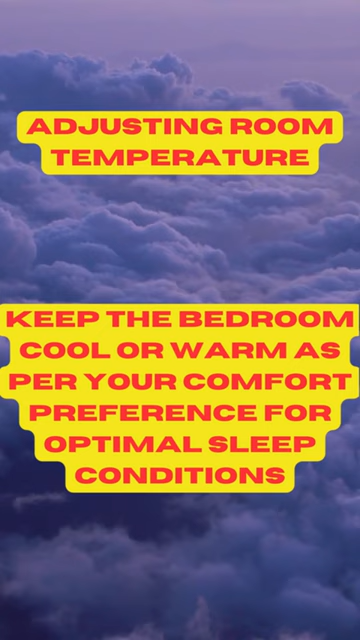 ADJUSTING ROOM
TEMPERATURE
KEEP THE BEDROOM
COOL OR WARM AS
PER YOUR COMFORT
PREFERENCE FOR
OPTIMAL SLEEP
CONDITIONS